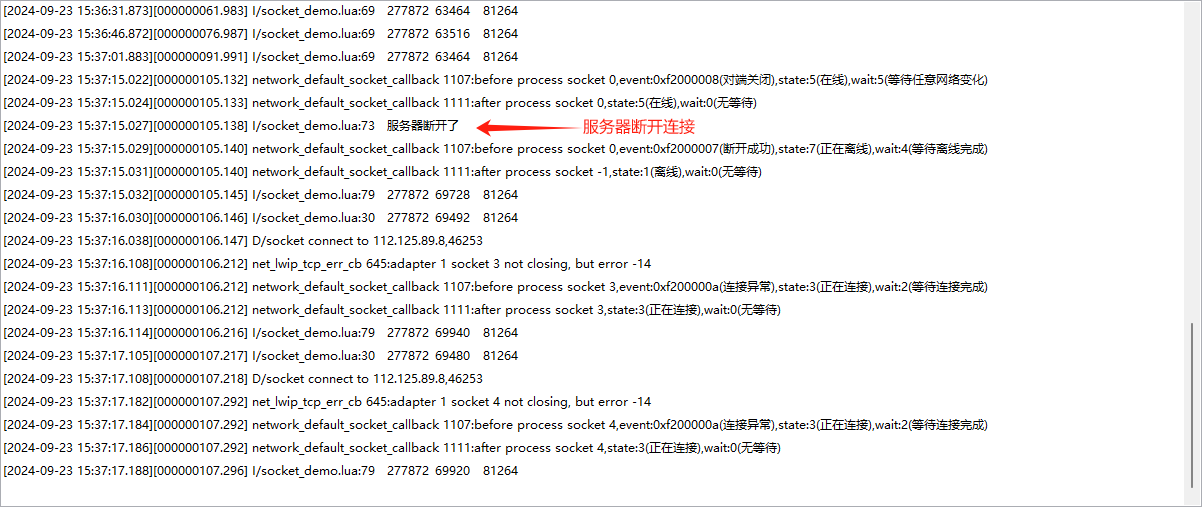 [2024-09-23 15:36:31.873][000000061.983] I/socket_demo.lua:69 277872 63464 81264
[2024-09-23 15:36:46.872][000000076.987] I/socket_demo.lua:69 277872 63516 81264
[2024-09-23 15:37:01.883][000000091.991] I/socket_demo.lua:69 277872 63464 81264
[2024-09-23 15:37:15.022][000000105.132] network_default_socket_callback 1107:before process socket 0,event:0xf2000008(对端关闭),state:5(在线),wait:5(等待任意网络变化)
[2024-09-23 15:37:15.024][000000105.133] network_default_socket_callback 1111:after process socket 0,state:5(在线),wait:0(无等待)
[2024-09-23 15:37:15.027][000000105.138] I/socket_demo.lua:73 服务器断开了 服务器断开连接
[2024-09-23 15:37:15.029][000000105.140] network_default_socket_callback 1107:before process socket 0,event:0xf2000007(断开成功),state:7(正在离线),wait:4(等待离线完成)
[2024-09-23 15:37:15.031][000000105.140] network_default_socket_callback 1111:after process socket -1,state:1(离线),wait:0(无等待)
[2024-09-23 15:37:15.032][000000105.145] I/socket_demo.lua:79 277872 69728 81264
[2024-09-23 15:37:16.030][000000106.146] I/socket_demo.lua:30 277872 69492 81264
[2024-09-23 15:37:16.038][000000106.147] D/socket connect to 112.125.89.8,46253
[2024-09-23 15:37:16.108][000000106.212] net_lwip_tcp_err_cb 645:adapter 1 socket 3 not closing, but error -14
[2024-09-23 15:37:16.111][000000106.212] network_default_socket_callback 1107:before process socket 3,event:0xf200000a(连接异常),state:3(正在连接),wait:2(等待连接完成)
[2024-09-23 15:37:16.113][000000106.212] network_default_socket_callback 1111:after process socket 3,state:3(正在连接),wait:0(无等待)
[2024-09-23 15:37:16.114][000000106.216] I/socket_demo.lua:79 277872 69940 81264
[2024-09-23 15:37:17.105][000000107.217] I/socket_demo.lua:30 277872 69480 81264
[2024-09-23 15:37:17.108][000000107.218] D/socket connect to 112.125.89.8,46253
[2024-09-23 15:37:17.182][000000107.292] net_lwip_tcp_err_cb 645:adapter 1 socket 4 not closing, but error -14
[2024-09-23 15:37:17.184][000000107.292] network_default_socket_callback 1107:before process socket 4,event:0xf200000a(连接异常),state:3(正在连接),wait:2(等待连接完成)
[2024-09-23 15:37:17.186][000000107.292] network_default_socket_callback 1111:after process socket 4,state:3(正在连接),wait:0(无等待)
[2024-09-23 15:37:17.188][000000107.296] I/socket_demo.lua:79 277872 69920 81264